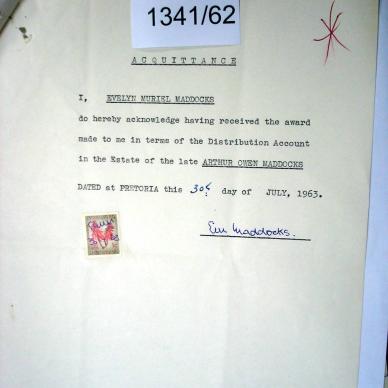 1341/62
ACQUITTANCE
I, EVELYN MURIEL MADDOCKS
do hereby acknowledge having received the award
made to me in terms of the Distribution Account
in the Estate of the late ARTHUR OWEN MADDOCKS
DATED at PRETORIA this 30th day of JULY, 1963.
Em Maddocks.